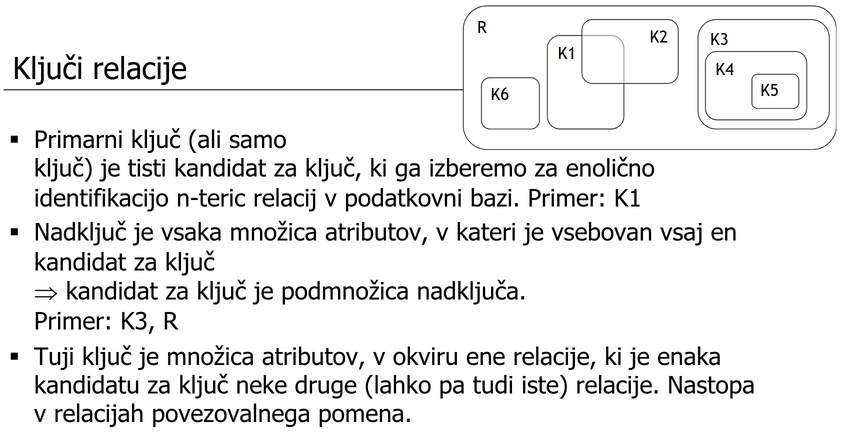 Ključi relacije
R
K1
K2
K3
K4
K5
K6
▪ Primarni ključ (ali samo
ključ) je tisti kandidat za ključ, ki ga izberemo za enolično
identifikacijo n-teric relacij v podatkovni bazi. Primer: K1
▪ Nadključ je vsaka množica atributov, v kateri je vsebovan vsaj en
kandidat za ključ
⇒ kandidat za ključ je podmnožica nadključa.
Primer: K3, R
▪ Tuji ključ je množica atributov, v okviru ene relacije, ki je enaka
kandidatu za ključ neke druge (lahko pa tudi iste) relacije. Nastopa
v relacijah povezovalnega pomena.